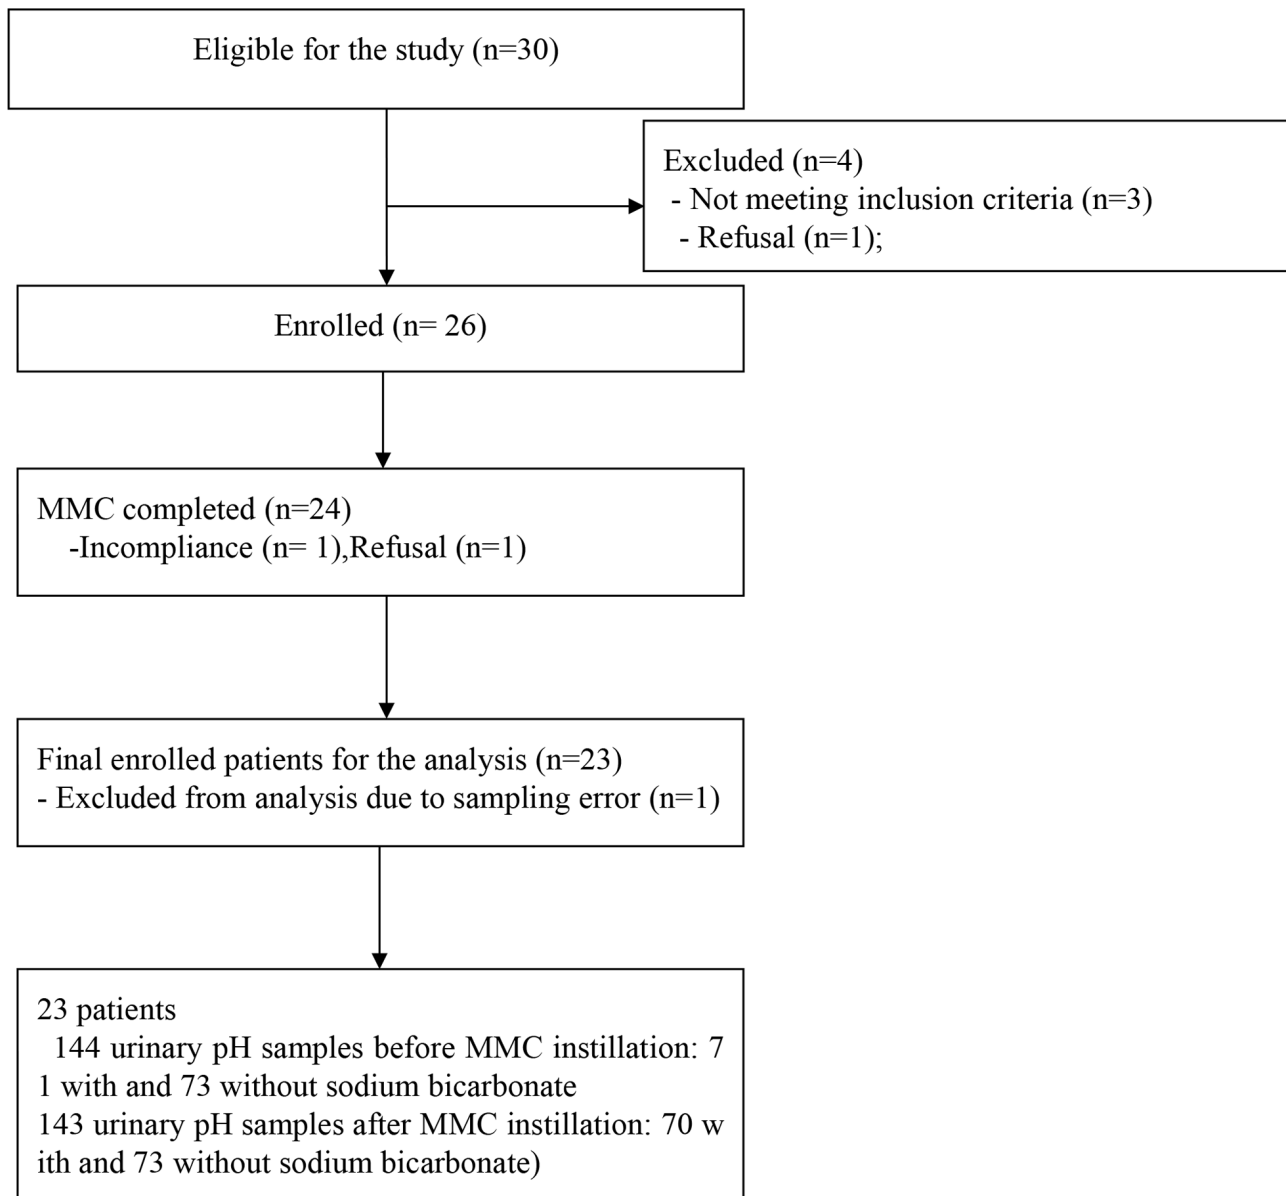 Eligible for the study (n=30)
Excluded (n=4)
- Not meeting inclusion criteria (n=3)
- Refusal (n=1);
Enrolled (n= 26)
MMC completed (n=24)
-Incompliance (n= 1),Refusal (n=1)
Final enrolled patients for the analysis (n=23)
- Excluded from analysis due to sampling error (n=1)
23 patients
144 urinary pH samples before MMC instillation: 7
1 with and 73 without sodium bicarbonate
143 urinary pH samples after MMC instillation: 70 w
ith and 73 without sodium bicarbonate)